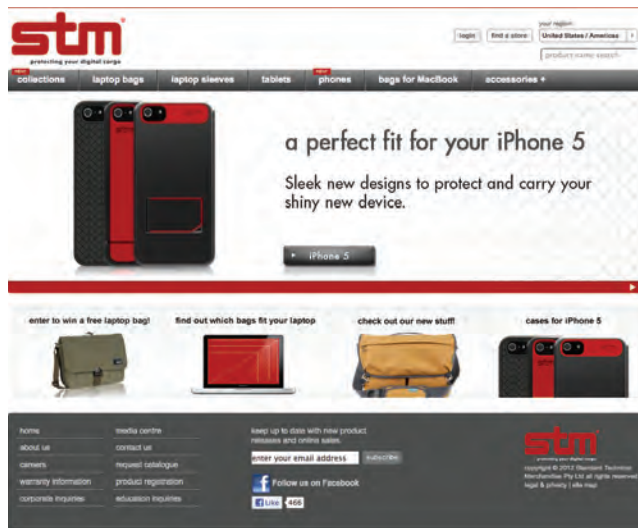 stm
protecting your digital cargo
your region:
login
find a store
United States / Americas
product name search
new
new
collections
laptop bags
laptop sleeves
tablets
phones
bags for MacBook
accessories +
stm
a perfect fit for your iPhone 5
Sleek new designs to protect and carry your
shiny new device.
iPhone 5
enter to win a free laptop bag!
find out which bags fit your laptop
check out our new stuff!
cases for iPhone 5
home
media centre
about us
contact us
careers
request catalogue
warranty information
product registration
corporate inquiries
education inquiries
keep up to date with new product
releases and online sales.
enter your email address
subscribe
Follow us on Facebook
Like
466
stm
protecting your digital cargo
copyright © 2012 Standard Technical
Merchandise Pty Ltd all rights reserved
legal & privacy | site map